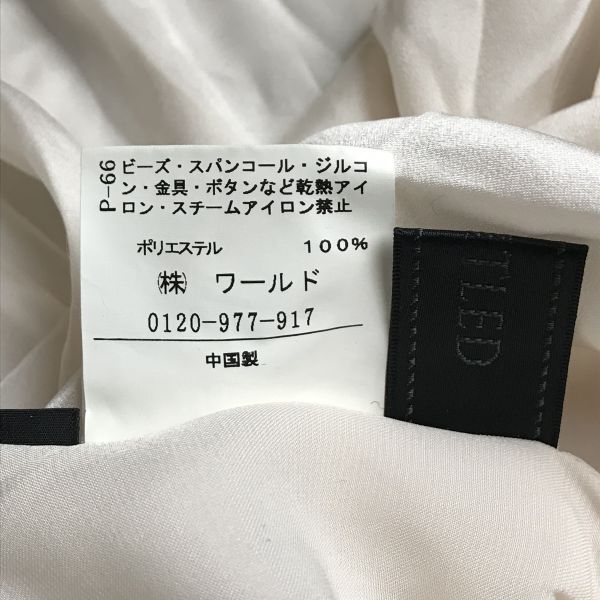 P-66
ビーズ・スパンコール・ジルコ
ン・金具・ボタンなど乾熱アイ
ロン・スチームアイロン禁止
ポリエステル 100%
㈱ ワールド
0120-977-917
中国製
TLED